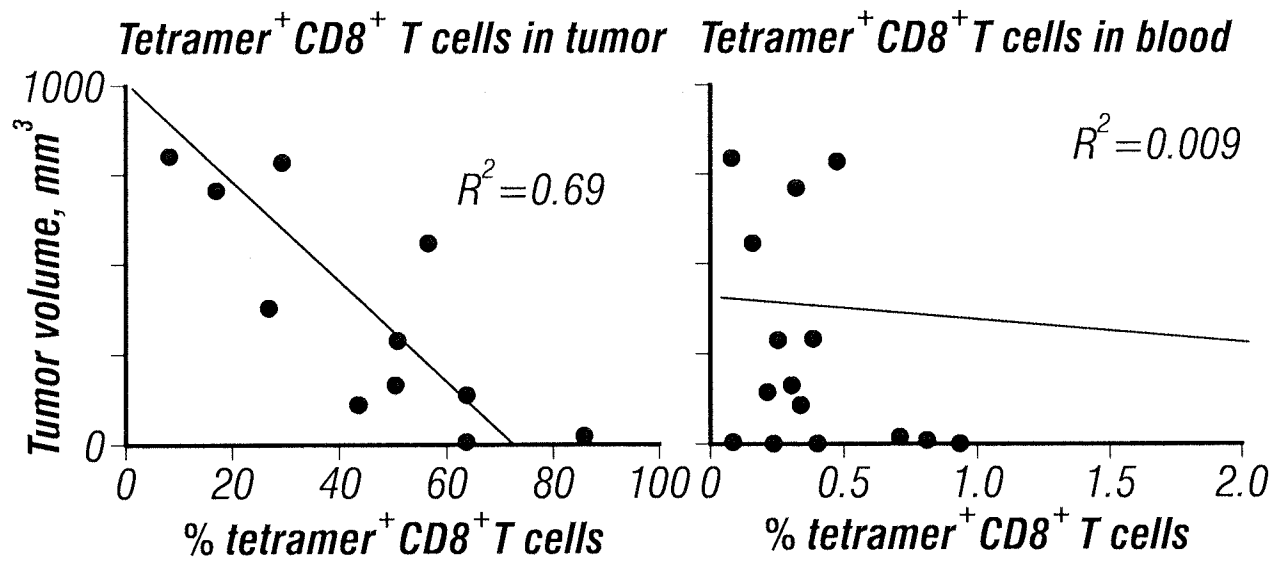 Tetramer⁺CD8⁺ T cells in tumor
Tetramer⁺CD8⁺ T cells in blood
Tumor volume, mm³
1000
0
R²=0.69
R²=0.009
0 20 40 60 80 100
0 0.5 1.0 1.5 2.0
% tetramer⁺CD8⁺ T cells
% tetramer⁺CD8⁺ T cells